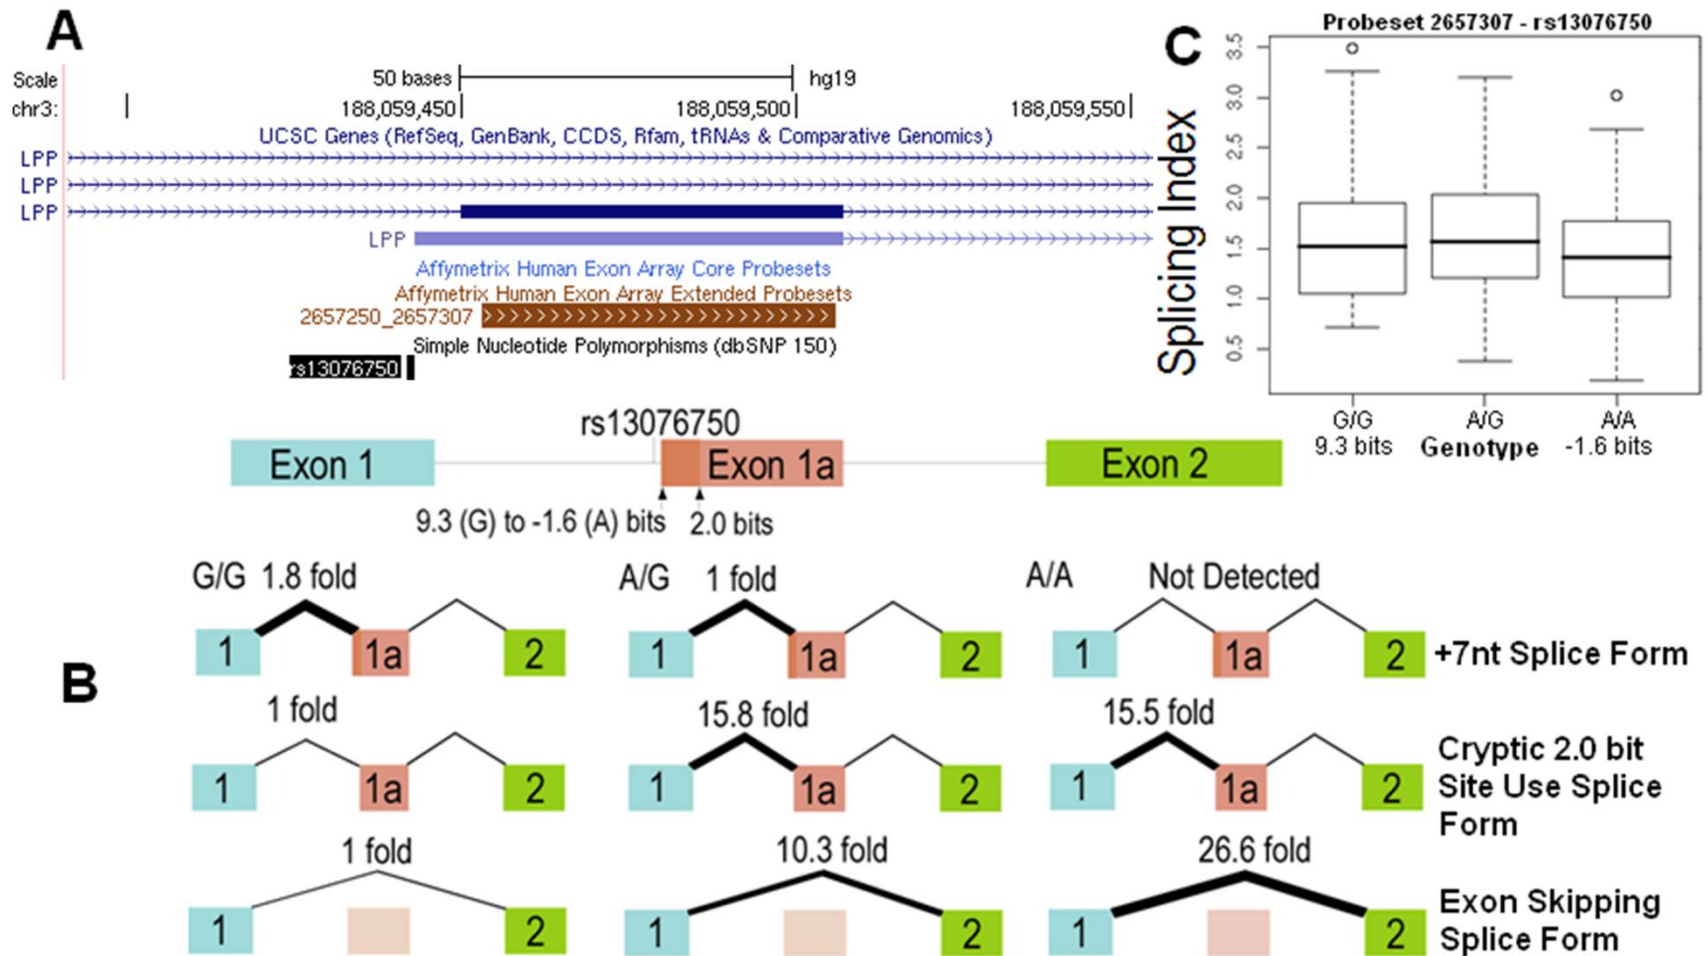 A
Scale
50 bases
hg19
chr3:
188,059,450
188,059,500
188,059,550
UCSC Genes (RefSeq, GenBank, CCDS, Rfam, tRNAs & Comparative Genomics)
LPP
LPP
LPP
LPP
Affymetrix Human Exon Array Core Probesets
Affymetrix Human Exon Array Extended Probesets
2657250_2657307
Simple Nucleotide Polymorphisms (dbSNP 150)
rs13076750
C
Probeset 2657307 - rs13076750
Splicing Index
3.5
3.0
2.5
2.0
1.5
1.0
0.5
G/G
A/G
A/A
9.3 bits
Genotype
-1.6 bits
B
rs13076750
Exon 1
Exon 1a
Exon 2
9.3 (G) to -1.6 (A) bits
2.0 bits
G/G 1.8 fold
A/G 1 fold
A/A Not Detected
1 1a 2
1 1a 2
1 1a 2
+7nt Splice Form
1 fold
15.8 fold
15.5 fold
1 1a 2
1 1a 2
1 1a 2
Cryptic 2.0 bit
Site Use Splice
Form
1 fold
10.3 fold
26.6 fold
1 2
1 2
1 2
Exon Skipping
Splice Form